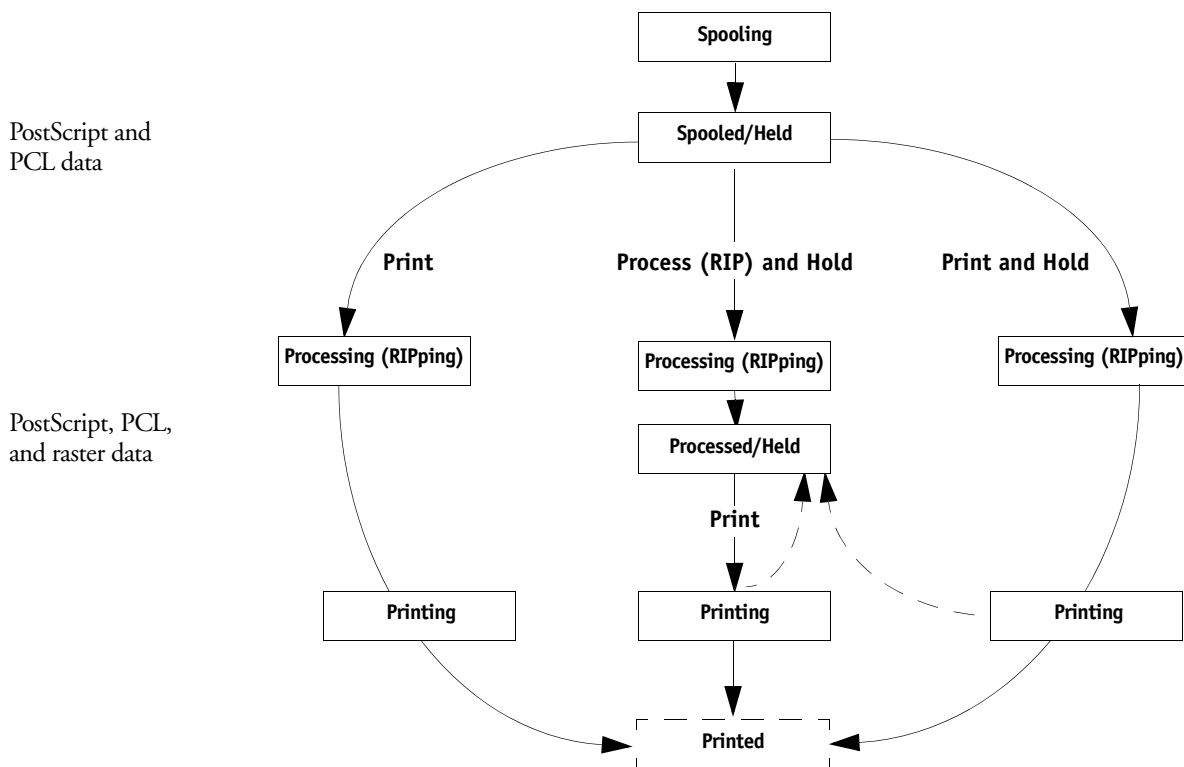 Spooling
PostScript and
PCL data
Spooled/Held
Print
Process (RIP) and Hold
Print and Hold
Processing (RIPping)
Processing (RIPping)
Processing (RIPping)
PostScript, PCL,
and raster data
Processed/Held
Print
Printing
Printing
Printing
Printed